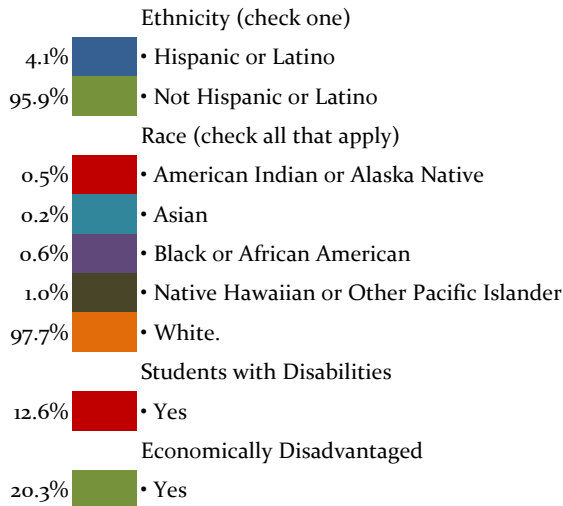 Ethnicity (check one)
4.1% • Hispanic or Latino
95.9% • Not Hispanic or Latino
Race (check all that apply)
0.5% • American Indian or Alaska Native
0.2% • Asian
0.6% • Black or African American
1.0% • Native Hawaiian or Other Pacific Islander
97.7% • White.
Students with Disabilities
12.6% • Yes
Economically Disadvantaged
20.3% • Yes